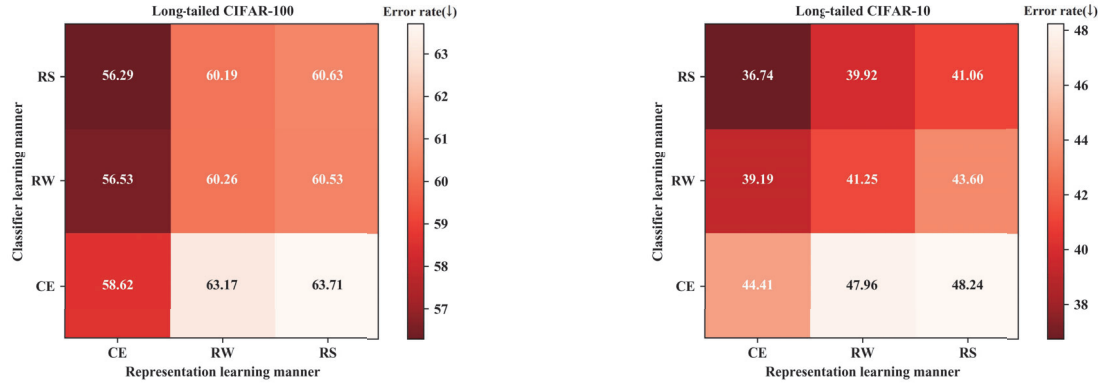 Long-tailed CIFAR-100
Error rate(↓)
RS
RW
CE
Classifier learning manner
56.29 60.19 60.63
56.53 60.26 60.53
58.62 63.17 63.71
CE RW RS
Representation learning manner
63
62
61
60
59
58
57
Long-tailed CIFAR-10
Error rate(↓)
RS
RW
CE
Classifier learning manner
36.74 39.92 41.06
39.19 41.25 43.60
44.41 47.96 48.24
CE RW RS
Representation learning manner
48
46
44
42
40
38